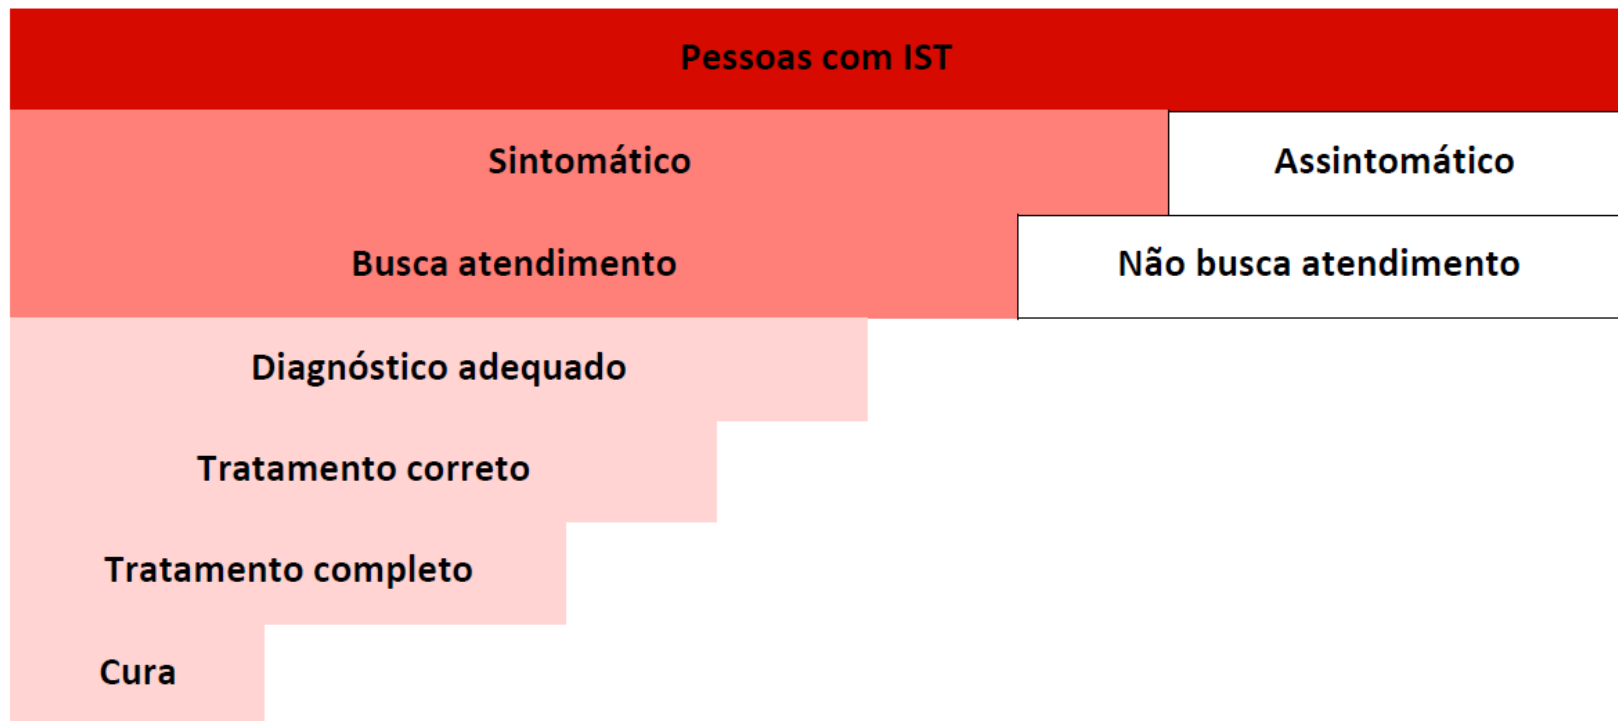 Pessoas com IST
Sintomático
Assintomático
Busca atendimento
Não busca atendimento
Diagnóstico adequado
Tratamento correto
Tratamento completo
Cura